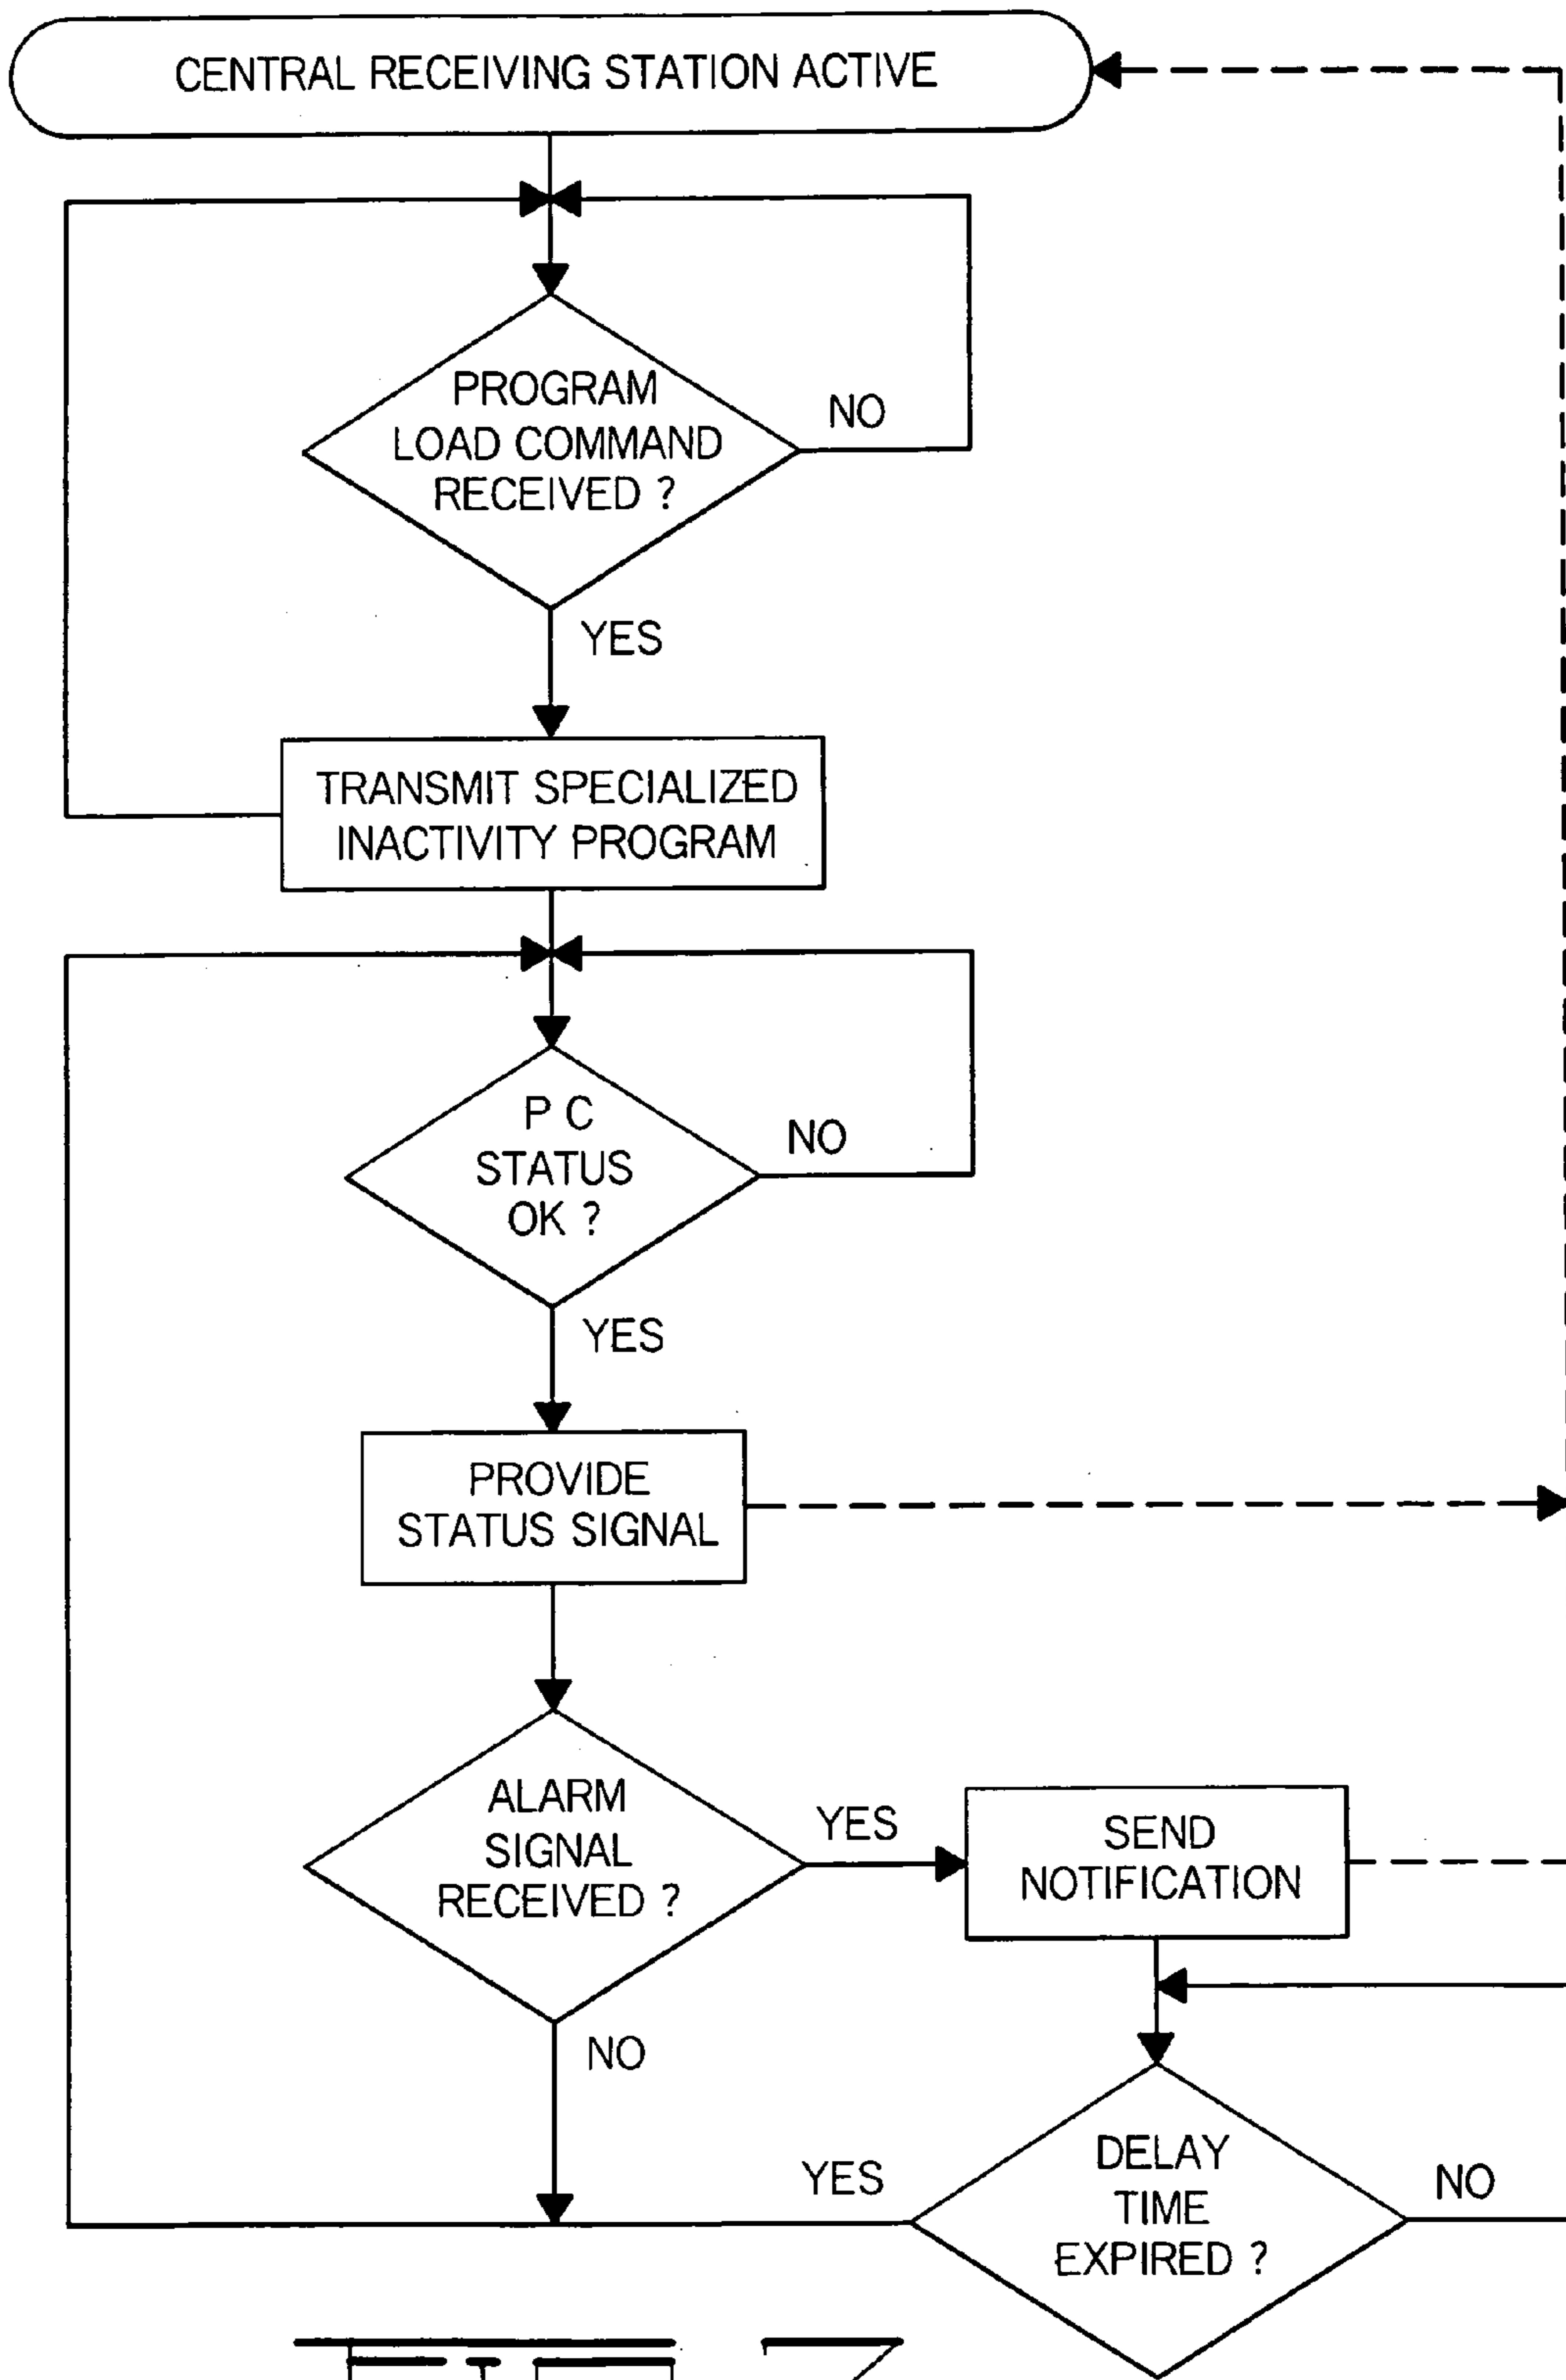 CENTRAL RECEIVING STATION ACTIVE
PROGRAM
LOAD COMMAND
RECEIVED ?
NO
YES
TRANSMIT SPECIALIZED
INACTIVITY PROGRAM
P C
STATUS
OK ?
NO
YES
PROVIDE
STATUS SIGNAL
ALARM
SIGNAL
RECEIVED ?
YES
SEND
NOTIFICATION
NO
YES
DELAY
TIME
EXPIRED ?
NO